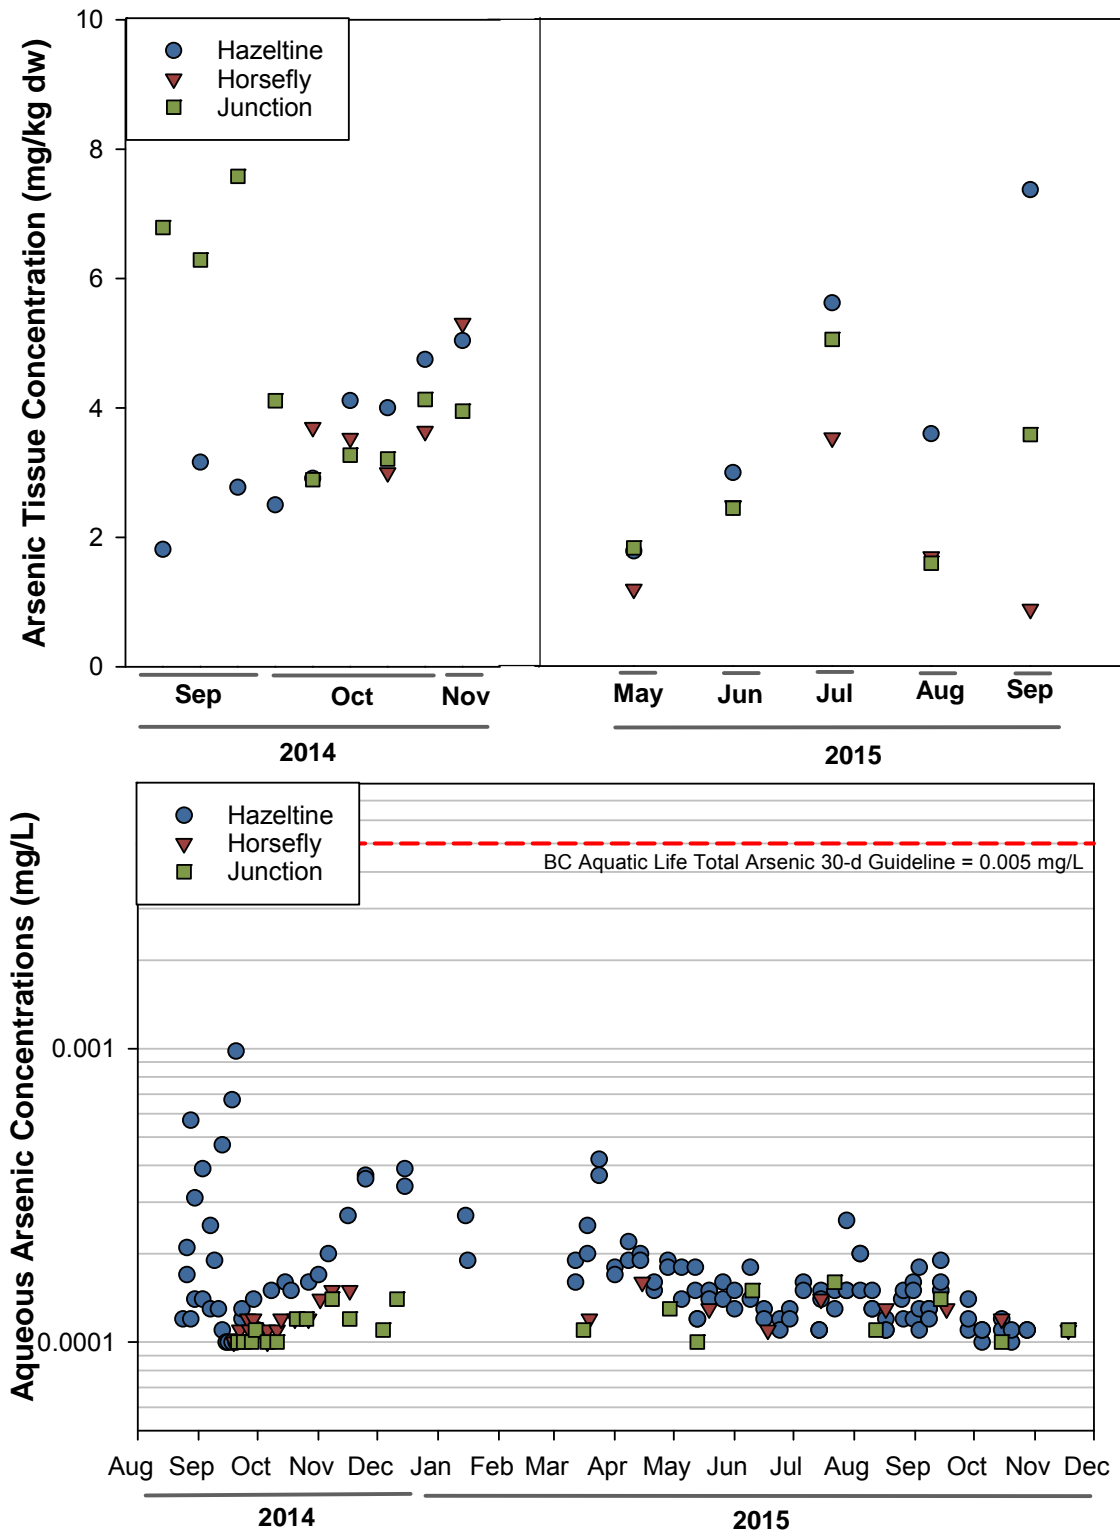 Arsenic Tissue Concentration (mg/kg dw)
10
8
6
4
2
0
Hazeltine
Horsefly
Junction
Sep Oct Nov May Jun Jul Aug Sep
2014 2015
Aqueous Arsenic Concentrations (mg/L)
Hazeltine
Horsefly
Junction
BC Aquatic Life Total Arsenic 30-d Guideline = 0.005 mg/L
0.001
0.0001
Aug Sep Oct Nov Dec Jan Feb Mar Apr May Jun Jul Aug Sep Oct Nov Dec
2014 2015